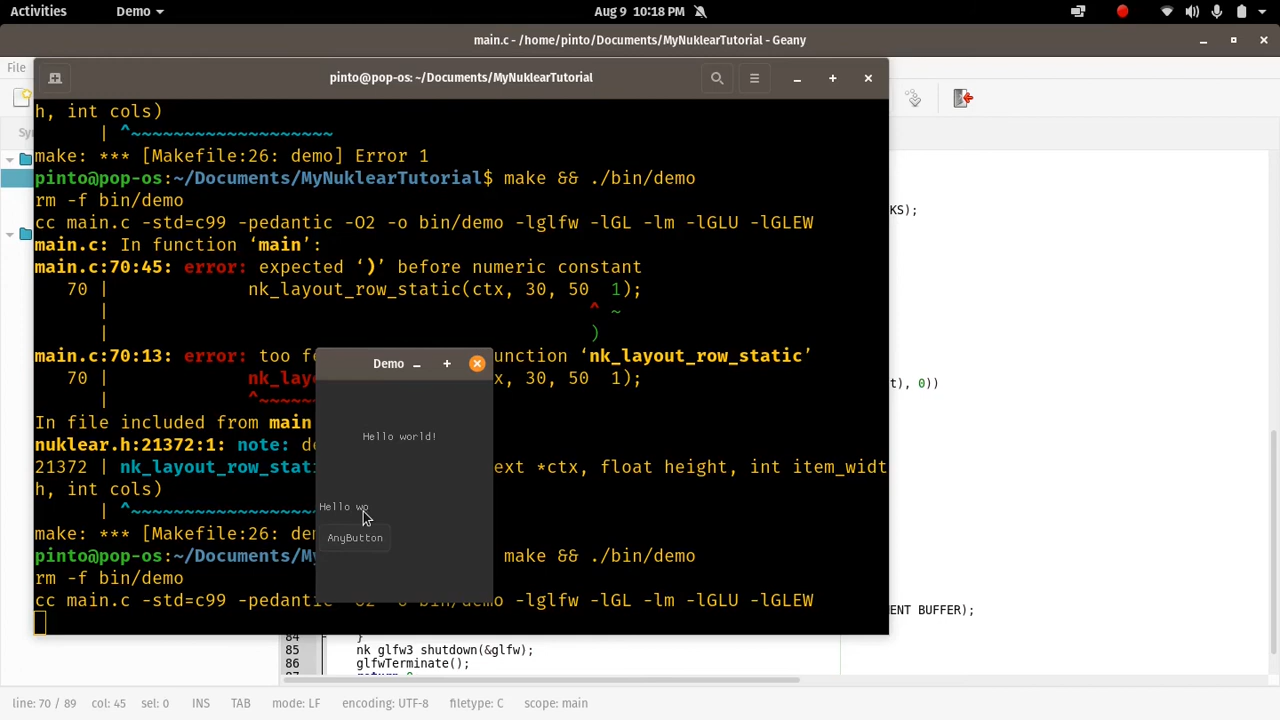 Activities
Demo
Aug 9 10:18 PM
main.c - /home/pinto/Documents/MyNuklearTutorial - Geany
File
pinto@pop-os: ~/Documents/MyNuklearTutorial
Sy
h, int cols)
| ^~~~~~~~~~~~~~~~~~~
make: *** [Makefile:26: demo] Error 1
pinto@pop-os:~/Documents/MyNuklearTutorial$ make && ./bin/demo
KS);
rm -f bin/demo
cc main.c -std=c99 -pedantic -O2 -o bin/demo -lglfw -lGL -lm -lGLU -lGLEW
main.c: In function ‘main’:
main.c:70:45: error: expected ‘)’ before numeric constant
70 | nk_layout_row_static(ctx, 30, 50 1);
| ^ ~
| )
main.c:70:13: error: too f unction ‘nk_layout_row_static’
Demo
70 | nk_lay x, 30, 50 1);
t), 0))
| ^~~~~
In file included from main
Hello world!
nuklear.h:21372:1: note: de
21372 | nk_layout_row_stati ext *ctx, float height, int item_widt
h, int cols)
| ^~~~~~~~~~~~~~~
Hello wo
make: *** [Makefile:26: dem
AnyButton
pinto@pop-os:~/Documents/My make && ./bin/demo
rm -f bin/demo
cc main.c -std=c99 -pedantic -O2 -o bin/demo -lglfw -lGL -lm -lGLU -lGLEW
ENT BUFFER);
84 }
85 nk glfw3 shutdown(&glfw);
86 glfwTerminate();
line: 70 / 89 col: 45 sel: 0 INS TAB mode: LF encoding: UTF-8 filetype: C scope: main